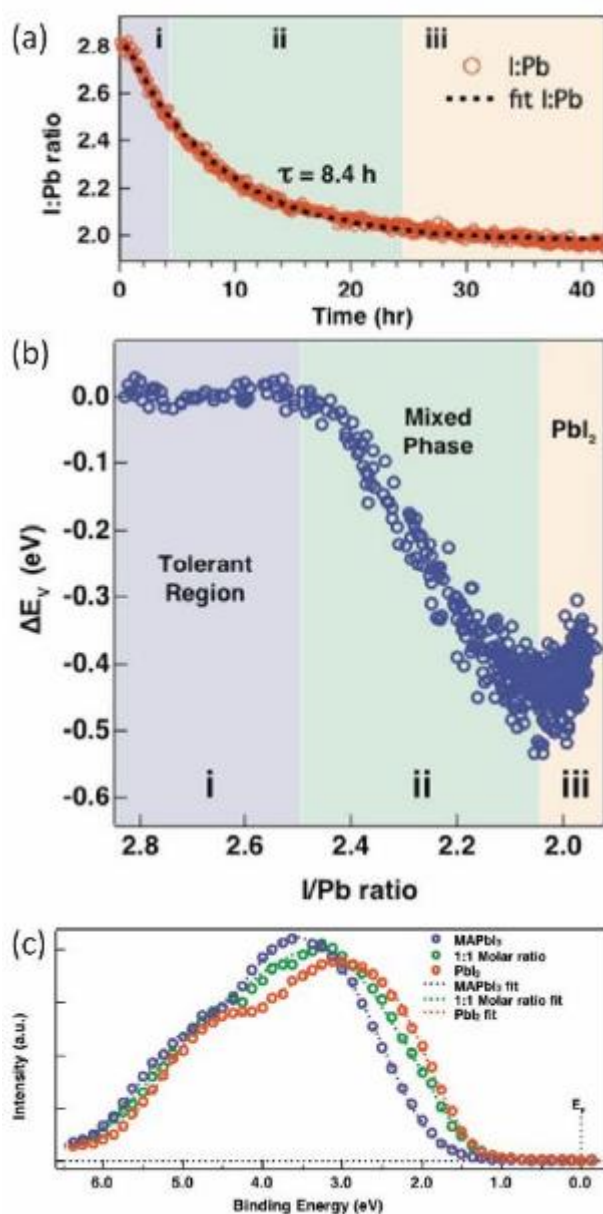 (a)
i ii iii
I:Pb
fit I:Pb
τ = 8.4 h
I:Pb ratio
2.8
2.6
2.4
2.2
2.0
0 10 20 30 40
Time (hr)
(b)
0.0
-0.1
-0.2
-0.3
-0.4
-0.5
-0.6
ΔEv (eV)
Tolerant
Region
Mixed
Phase
PbI₂
i ii iii
2.8 2.6 2.4 2.2 2.0
I/Pb ratio
(c)
MAPbI₃
1:1 Molar ratio
PbI₂
MAPbI₃ fit
1:1 Molar ratio fit
PbI₂ fit
Intensity (a.u.)
6.0 5.0 4.0 3.0 2.0 1.0 0.0
Binding Energy (eV)